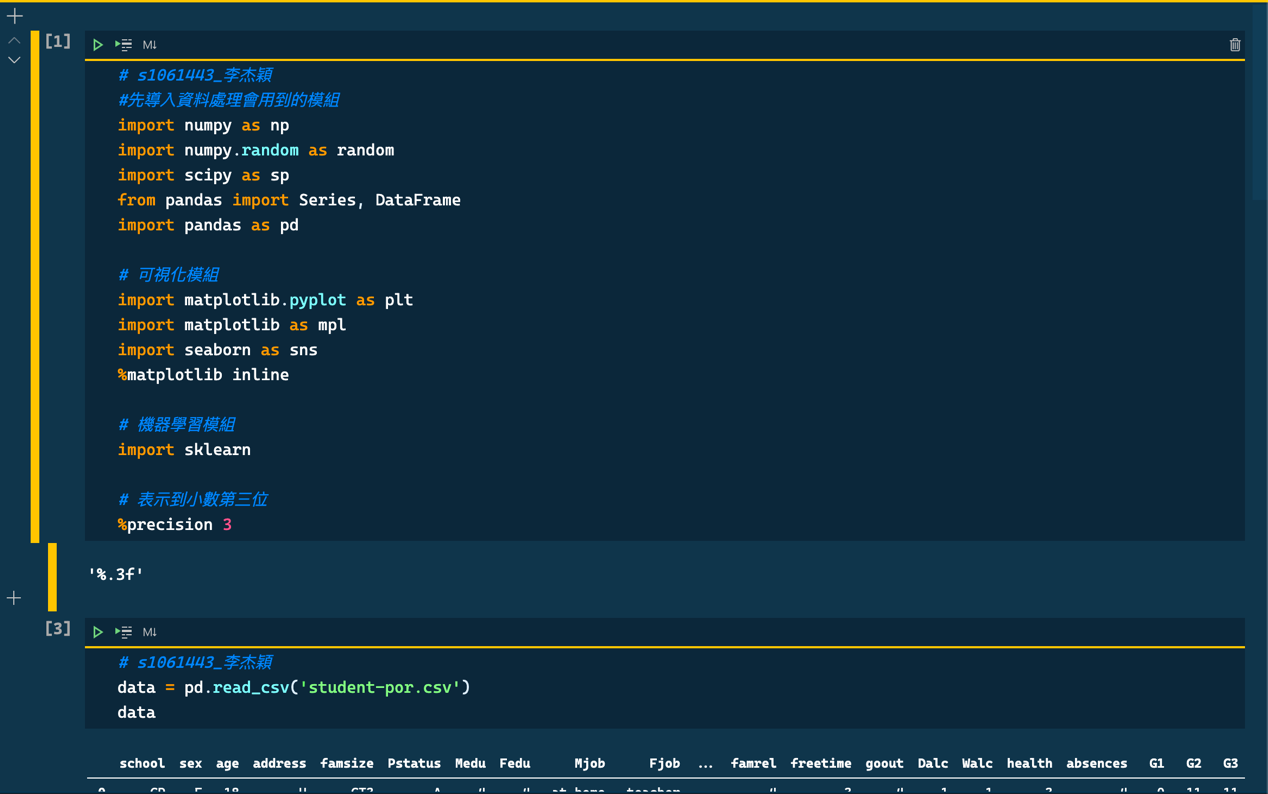 [1]
M↓
# s1061443_李杰穎
#先導入資料處理會用到的模組
import numpy as np
import numpy.random as random
import scipy as sp
from pandas import Series, DataFrame
import pandas as pd
# 可視化模組
import matplotlib.pyplot as plt
import matplotlib as mpl
import seaborn as sns
%matplotlib inline
# 機器學習模組
import sklearn
# 表示到小數第三位
%precision 3
'%.3f'
[3]
M↓
# s1061443_李杰穎
data = pd.read_csv('student-por.csv')
data
school sex age address famsize Pstatus Medu Fedu Mjob Fjob ... famrel freetime goout Dalc Walc health absences G1 G2 G3